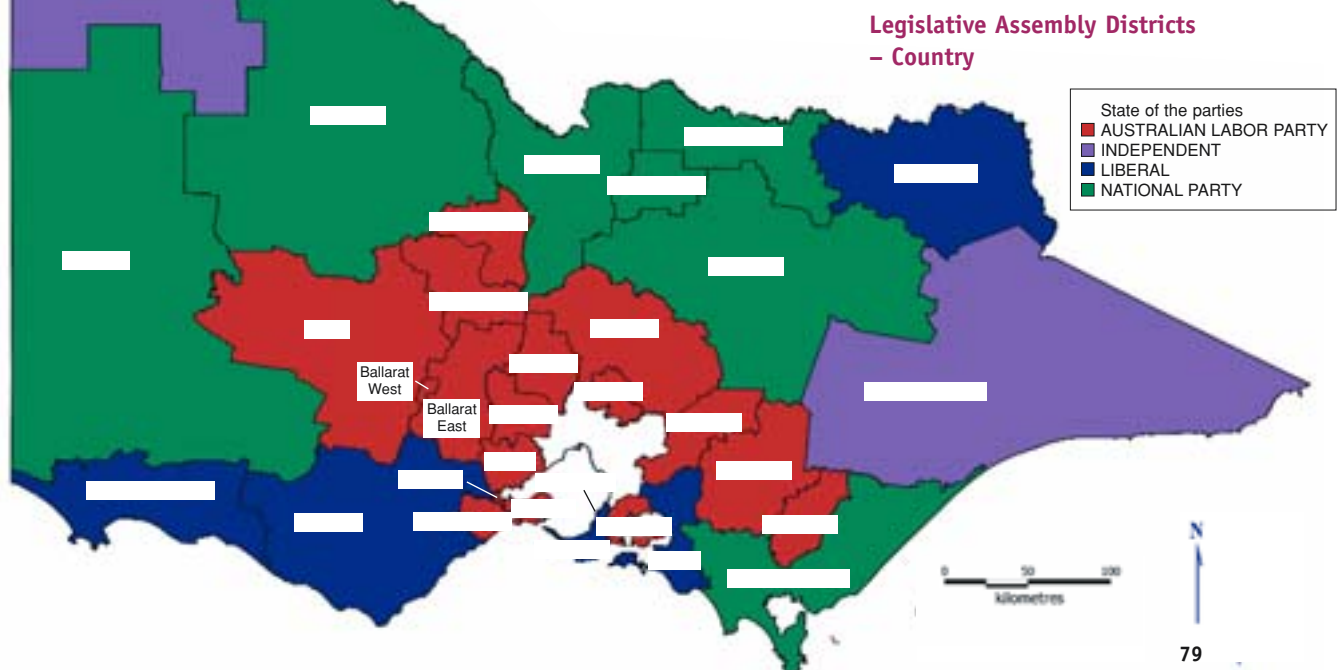 Legislative Assembly Districts
– Country
State of the parties
AUSTRALIAN LABOR PARTY
INDEPENDENT
LIBERAL
NATIONAL PARTY
Ballarat
West
Ballarat
East
N
0 50 100
kilometres
79